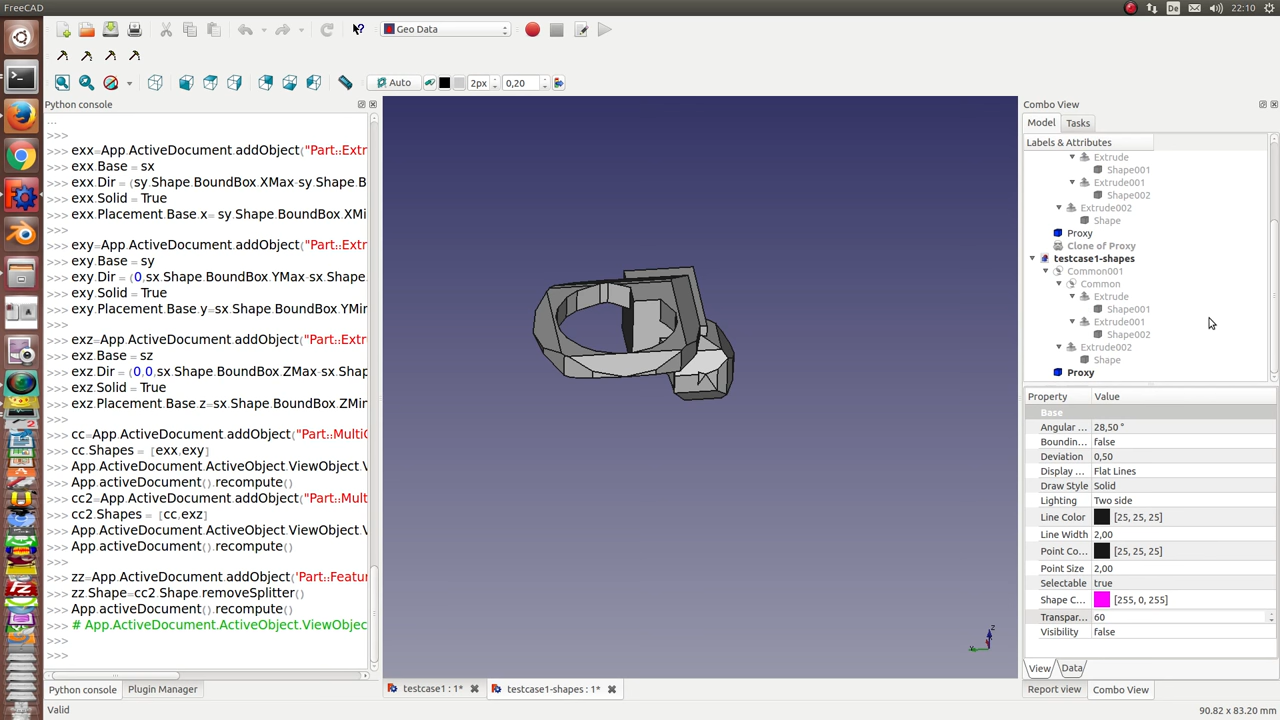 FreeCAD
De
22:10
Geo Data
Auto
2px
0,20
Python console
...
>>>
>>> exx=App.ActiveDocument.addObject("Part::Extr
>>> exx.Base = sx
>>> exx.Dir = (sy.Shape.BoundBox.XMax-sy.Shape.B
>>> exx.Solid = True
>>> exx.Placement.Base.x= sy.Shape.BoundBox.XMi
>>>
>>> exy=App.ActiveDocument.addObject("Part::Extr
>>> exy.Base = sy
>>> exy.Dir = (0,sx.Shape.BoundBox.YMax-sx.Shape
>>> exy.Solid = True
>>> exy.Placement.Base.y=sx.Shape.BoundBox.YMir
>>>
>>> exz=App.ActiveDocument.addObject("Part::Extr
>>> exz.Base = sz
>>> exz.Dir = (0,0,sx.Shape.BoundBox.ZMax-sx.Shap
>>> exz.Solid = True
>>> exz.Placement.Base.z=sx.Shape.BoundBox.ZMin
>>>
>>> cc=App.ActiveDocument.addObject("Part::MultiC
>>> cc.Shapes = [exx,exy]
>>> App.ActiveDocument.ActiveObject.ViewObject.V
>>> App.activeDocument().recompute()
>>> cc2=App.ActiveDocument.addObject("Part::Mult
>>> cc2.Shapes = [cc,exz]
>>> App.ActiveDocument.ActiveObject.ViewObject.V
>>> App.activeDocument().recompute()
>>>
>>> zz=App.ActiveDocument.addObject('Part::Featur
>>> zz.Shape=cc2.Shape.removeSplitter()
>>> App.activeDocument().recompute()
>>> # App.ActiveDocument.ActiveObject.ViewObjec
>>>
>>>
Python console
Plugin Manager
z
x
testcase1 : 1*
testcase1-shapes : 1*
Combo View
Model
Tasks
Labels & Attributes
Extrude
Shape001
Extrude001
Shape002
Extrude002
Shape
Proxy
Clone of Proxy
testcase1-shapes
Common001
Common
Extrude
Shape001
Extrude001
Shape002
Extrude002
Shape
Proxy
Property Value
Base
Angular ... 28,50 °
Boundin... false
Deviation 0,50
Display ... Flat Lines
Draw Style Solid
Lighting Two side
Line Color [25, 25, 25]
Line Width 2,00
Point Co... [25, 25, 25]
Point Size 2,00
Selectable true
Shape C... [255, 0, 255]
Transpar... 60
Visibility false
View
Data
Report view
Combo View
Valid
90.82 x 83.20 mm